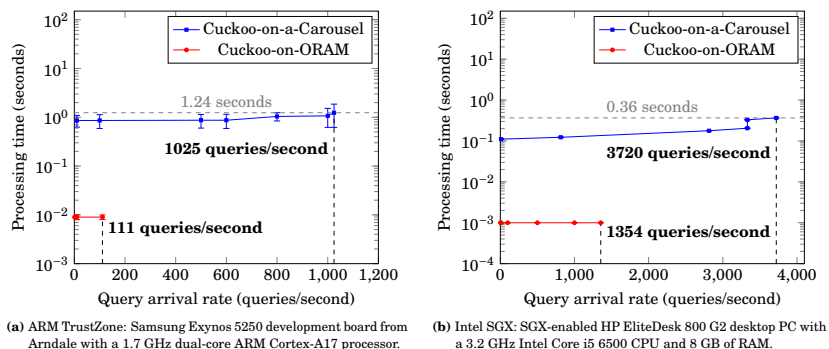 Cuckoo-on-a-Carousel
Cuckoo-on-ORAM
10^2
10^1
10^0
10^−1
10^−2
10^−3
Processing time (seconds)
1.24 seconds
1025 queries/second
111 queries/second
0 200 400 600 800 1,000 1,200
Query arrival rate (queries/second)
(a) ARM TrustZone: Samsung Exynos 5250 development board from
Arndale with a 1.7 GHz dual-core ARM Cortex-A17 processor.
Cuckoo-on-a-Carousel
Cuckoo-on-ORAM
10^2
10^1
10^0
10^−1
10^−2
10^−3
10^−4
Processing time (seconds)
0.36 seconds
3720 queries/second
1354 queries/second
0 1,000 2,000 3,000 4,000
Query arrival rate (queries/second)
(b) Intel SGX: SGX-enabled HP EliteDesk 800 G2 desktop PC with
a 3.2 GHz Intel Core i5 6500 CPU and 8 GB of RAM.